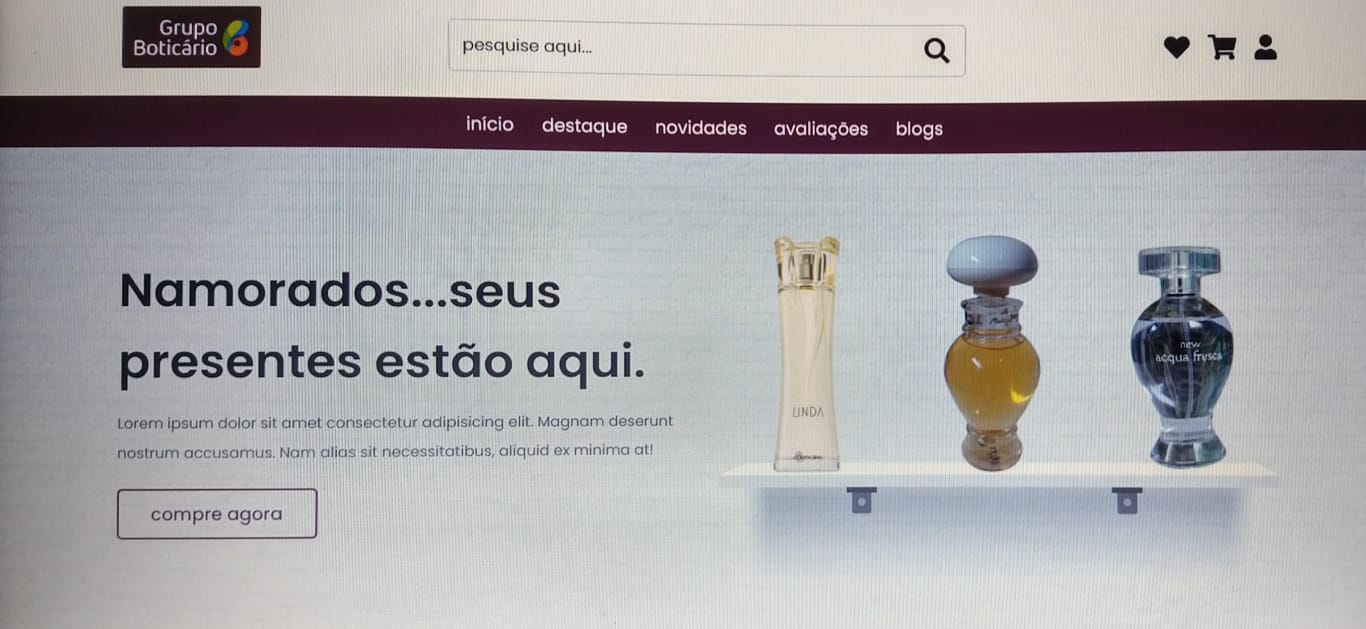 Grupo
Boticário
pesquise aqui...
início destaque novidades avaliações blogs
Namorados...seus
presentes estão aqui.
Lorem ipsum dolor sit amet consectetur adipisicing elit. Magnam deserunt
nostrum accusamus. Nam alias sit necessitatibus, aliquid ex minima at!
compre agora
LINDA
new
acqua fresca